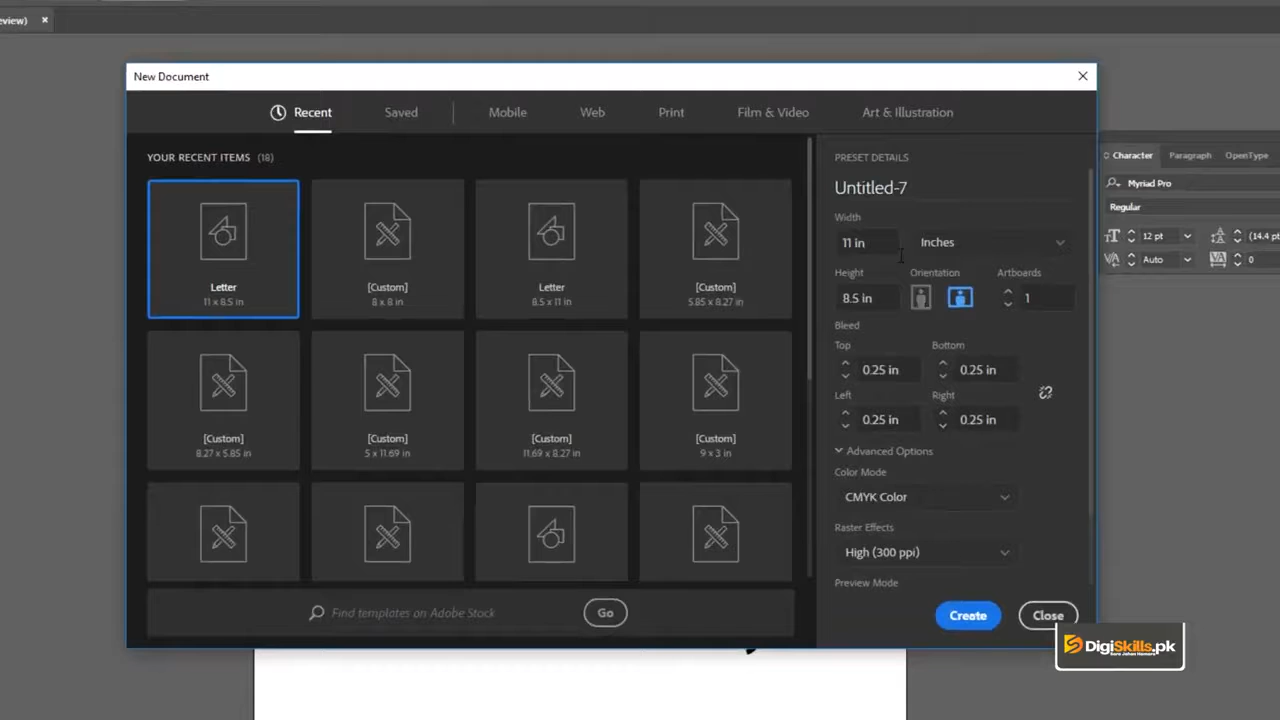 eview) ×
New Document
Recent Saved Mobile Web Print Film & Video Art & Illustration
YOUR RECENT ITEMS (18)
Letter
11 x 8.5 in
[Custom]
8 x 8 in
Letter
8.5 x 11 in
[Custom]
5.85 x 8.27 in
[Custom]
8.27 x 5.85 in
[Custom]
5 x 11.69 in
[Custom]
11.69 x 8.27 in
[Custom]
9 x 3 in
Find templates on Adobe Stock Go
PRESET DETAILS
Untitled-7
Width
11 in Inches
Height Orientation Artboards
8.5 in 1
Bleed
Top Bottom
0.25 in 0.25 in
Left Right
0.25 in 0.25 in
Advanced Options
Color Mode
CMYK Color
Raster Effects
High (300 ppi)
Preview Mode
Create Close
Character Paragraph OpenType
Myriad Pro
Regular
12 pt (14.4 pt
Auto 0
DigiSkills.pk